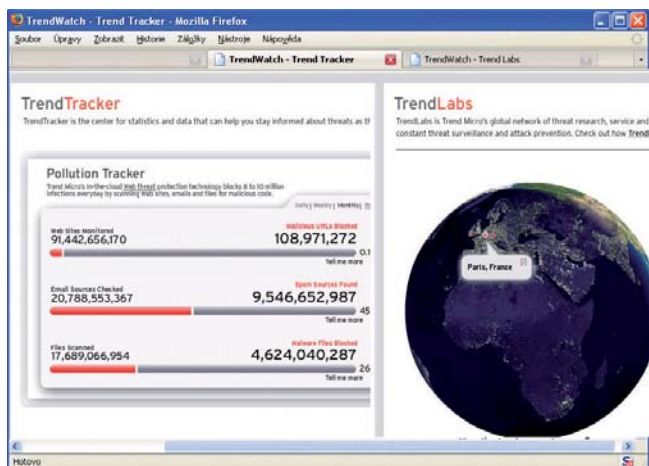 TrendWatch - Trend Tracker - Mozilla Firefox
Soubor Úpravy Zobrazit Historie Záložky Nástroje Nápověda
TrendWatch - Trend Tracker
TrendWatch - Trend Labs
TrendTracker
TrendTracker is the center for statistics and data that can help you stay informed about threats as th
Pollution Tracker
Trend Micro's in-the-cloud Web threat protection technology blocks 8 to 10 million
infections everyday by scanning Web sites, emails and files for malicious code.
Daily | Weekly | Monthly |
Web Sites Monitored
91,442,656,170
Malicious URLs Blocked
108,971,272
0.1
Tell me more
Email Sources Checked
20,788,553,367
Spam Sources Found
9,546,652,987
45
Tell me more
Files Scanned
17,689,066,954
Malware Files Blocked
4,624,040,287
26
Tell me more
TrendLabs
TrendLabs is Trend Micro's global network of threat research, service and
constant threat surveillance and attack prevention. Check out how Trend
Paris, France
Hotovo